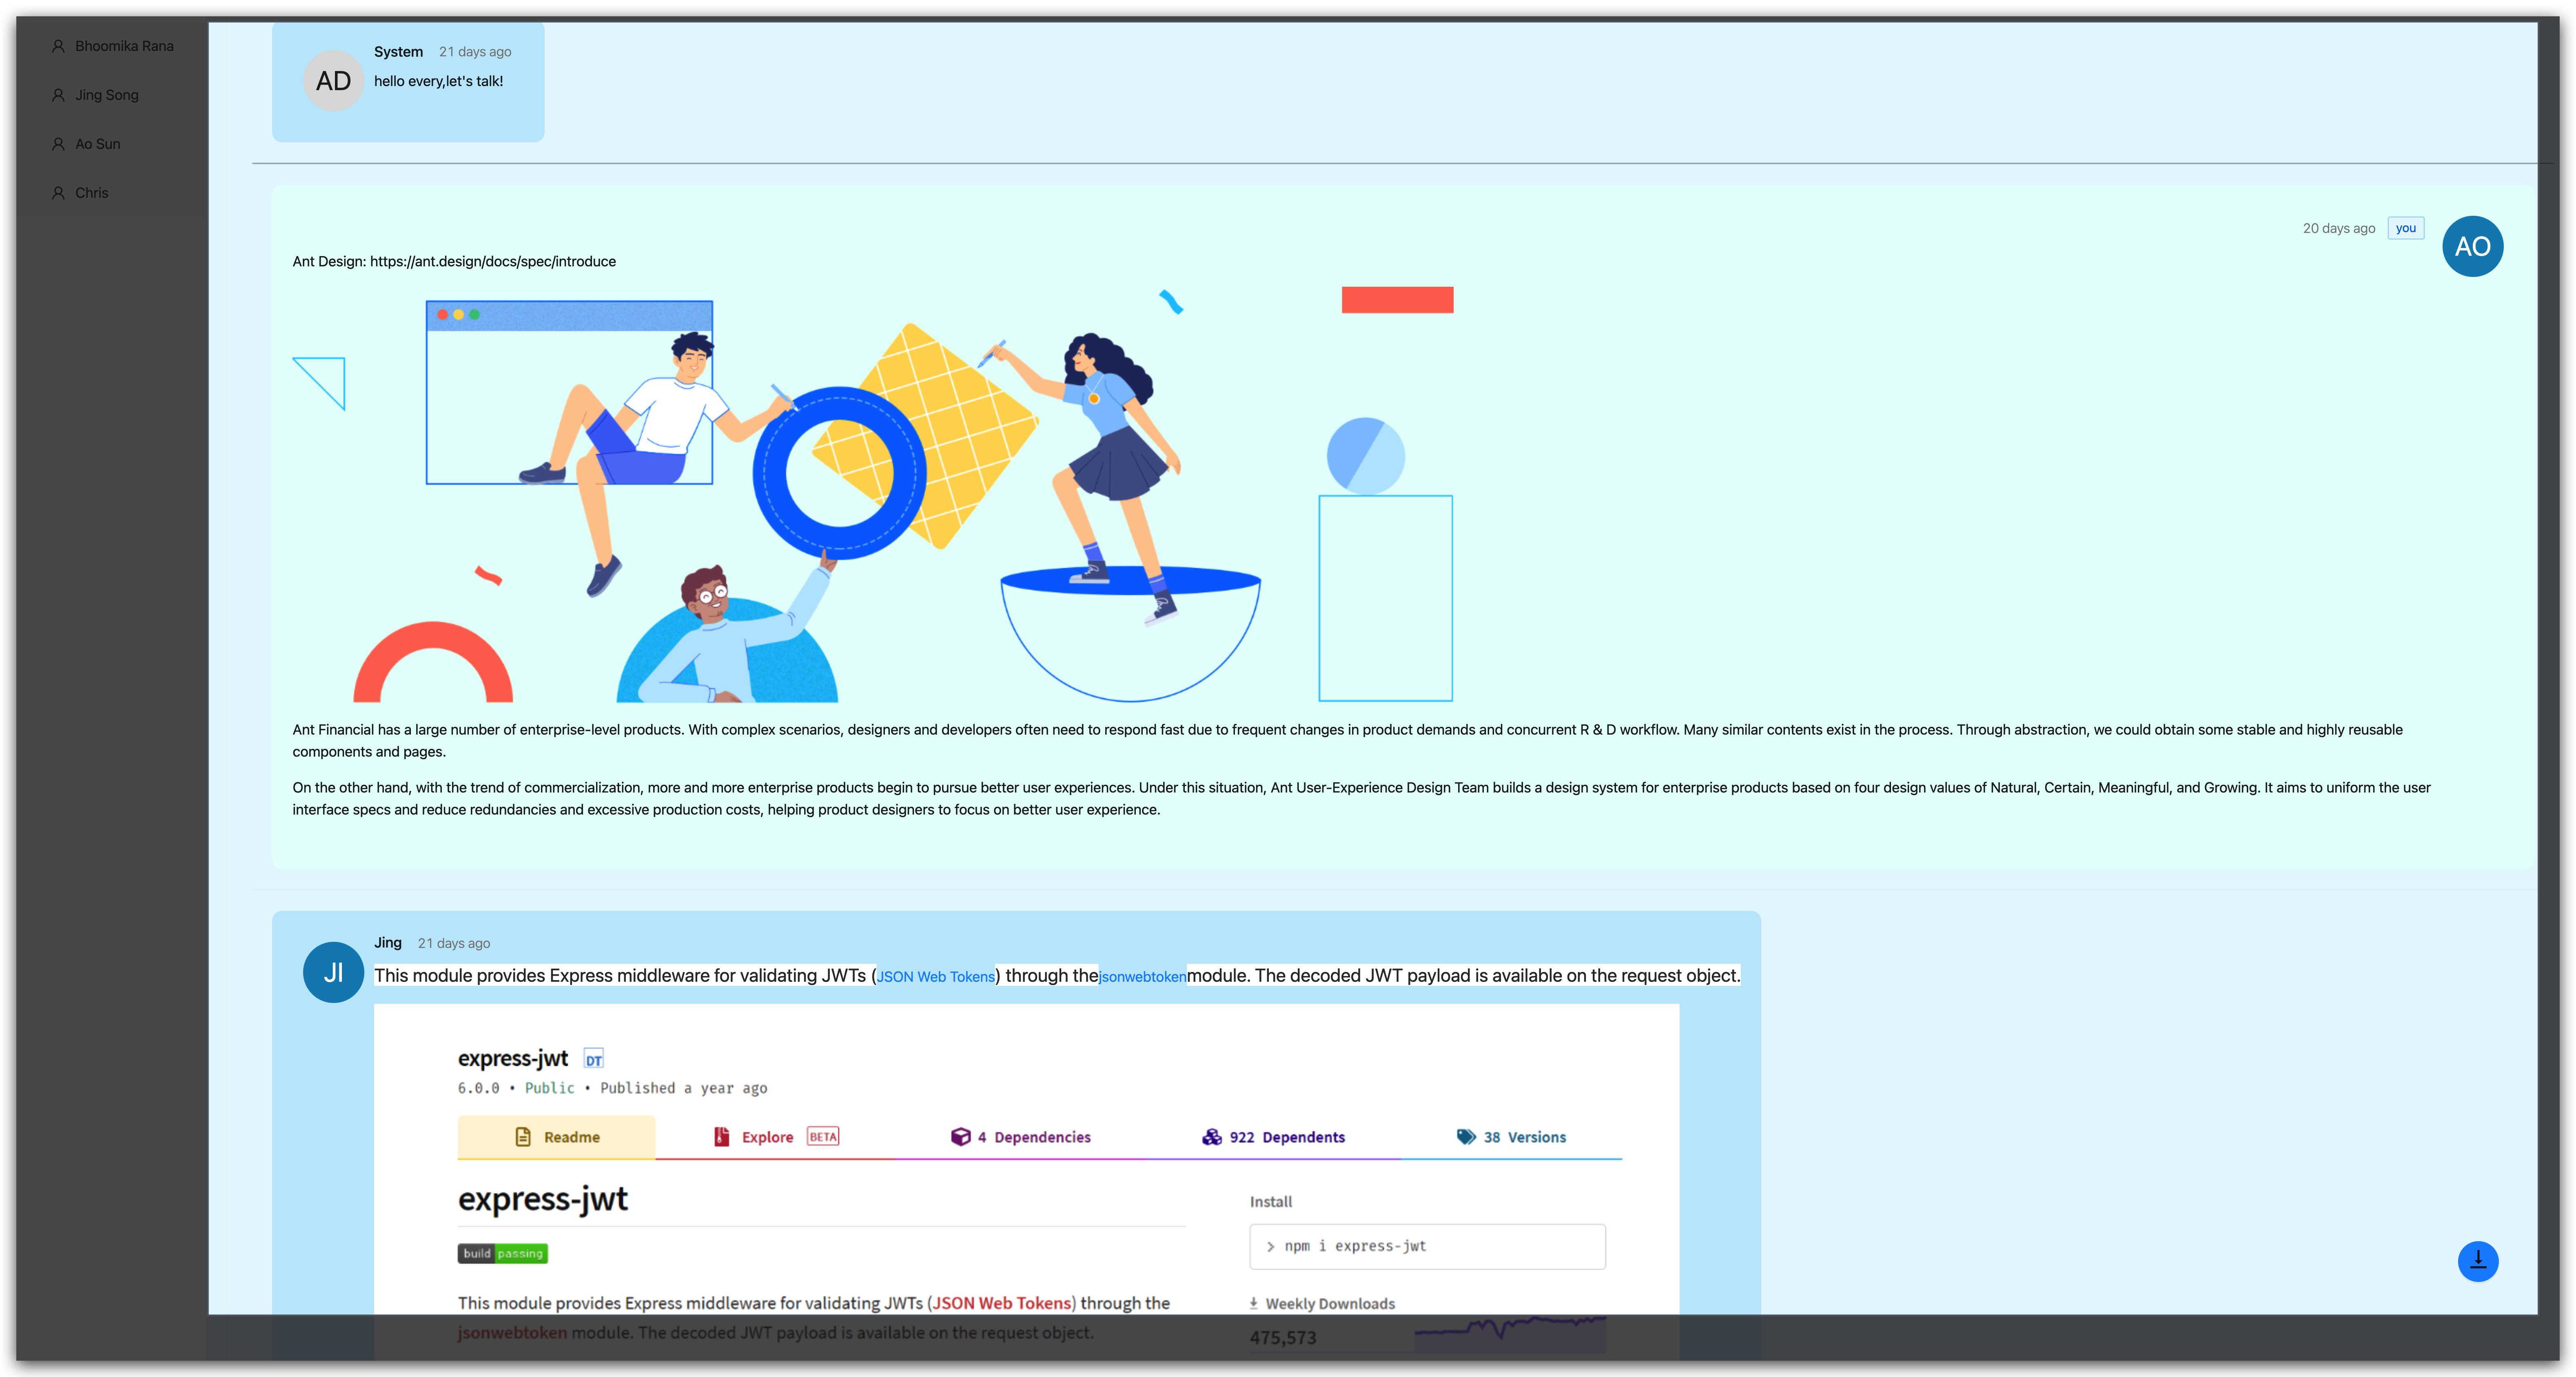 Bhoomika Rana
Jing Song
Ao Sun
Chris
AD
System 21 days ago
hello every,let's talk!
20 days ago you
AO
Ant Design: https://ant.design/docs/spec/introduce
Ant Financial has a large number of enterprise-level products. With complex scenarios, designers and developers often need to respond fast due to frequent changes in product demands and concurrent R & D workflow. Many similar contents exist in the process. Through abstraction, we could obtain some stable and highly reusable
components and pages.
On the other hand, with the trend of commercialization, more and more enterprise products begin to pursue better user experiences. Under this situation, Ant User-Experience Design Team builds a design system for enterprise products based on four design values of Natural, Certain, Meaningful, and Growing. It aims to uniform the user
interface specs and reduce redundancies and excessive production costs, helping product designers to focus on better user experience.
JI
Jing 21 days ago
This module provides Express middleware for validating JWTs (JSON Web Tokens) through thejsonwebtokenmodule. The decoded JWT payload is available on the request object.
express-jwt DT
6.0.0 • Public • Published a year ago
Readme
Explore BETA
4 Dependencies
922 Dependents
38 Versions
express-jwt
build passing
This module provides Express middleware for validating JWTs (JSON Web Tokens) through the
jsonwebtoken module. The decoded JWT payload is available on the request object.
Install
> npm i express-jwt
Weekly Downloads
475,573